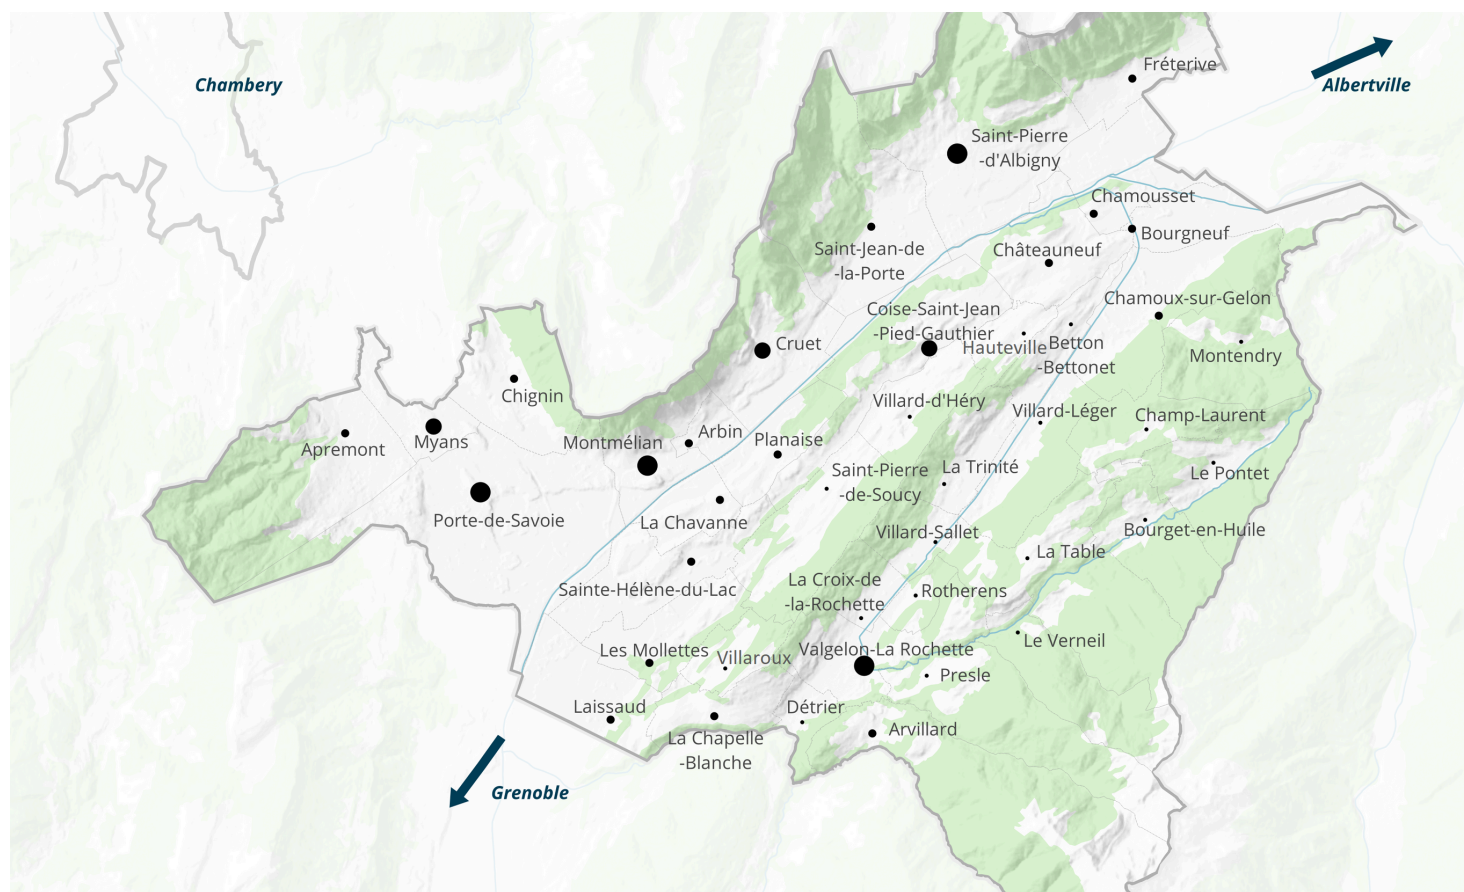 Fréterive
Chambery
Albertville
Saint-Pierre
-d'Albigny
Chamousset
Bourgneuf
Saint-Jean-de
-la-Porte
Châteauneuf
Chamoux-sur-Gelon
Coise-Saint-Jean
-Pied-Gauthier
Cruet
Hauteville
Betton
-Bettonet
Montendry
Chignin
Villard-d'Héry
Villard-Léger
Champ-Laurent
Apremont
Myans
Montmélian
Arbin
Planaise
Saint-Pierre
-de-Soucy
La Trinité
Le Pontet
Porte-de-Savoie
La Chavanne
Villard-Sallet
Bourget-en-Huile
La Table
Sainte-Hélène-du-Lac
La Croix-de
-la-Rochette
Rotherens
Le Verneil
Les Mollettes
Villaroux
Valgelon-La Rochette
Presle
Laissaud
Détrier
La Chapelle
-Blanche
Arvillard
Grenoble